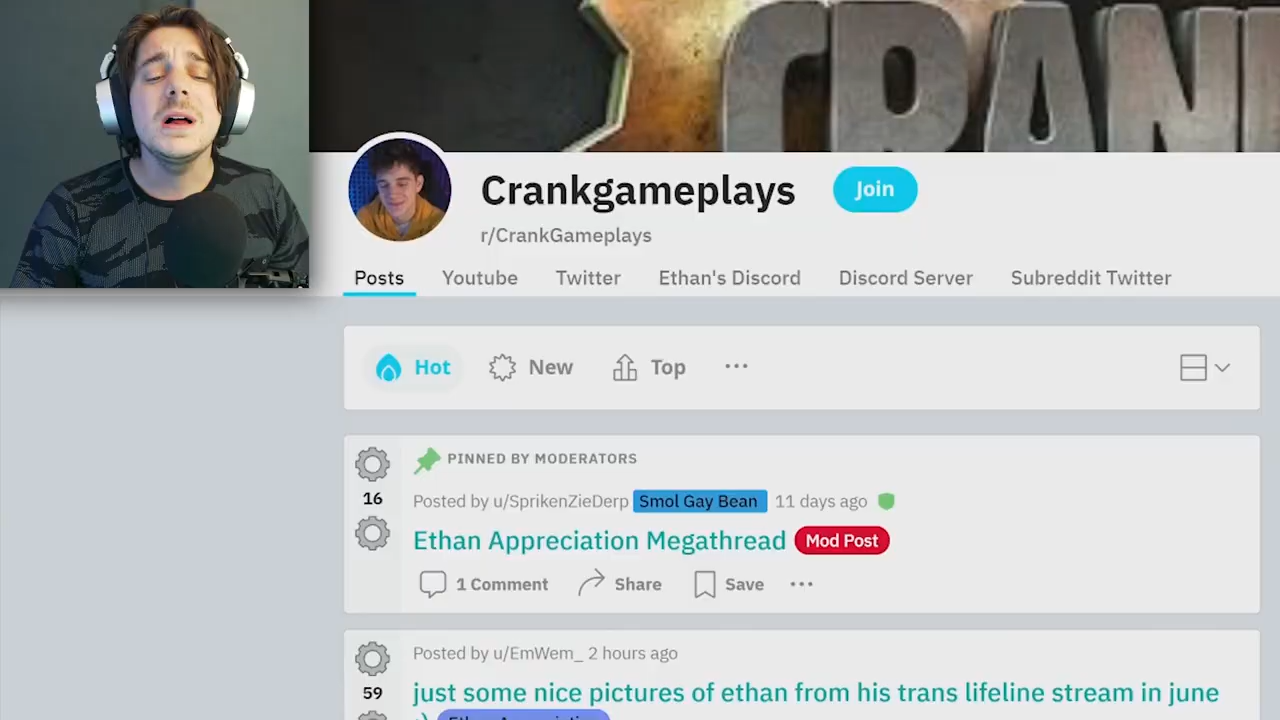 CRAN
Crankgameplays
Join
r/CrankGameplays
Posts Youtube Twitter Ethan's Discord Discord Server Subreddit Twitter
Hot New Top
PINNED BY MODERATORS
16
Posted by u/SprikenZieDerp Smol Gay Bean 11 days ago
Ethan Appreciation Megathread Mod Post
1 Comment Share Save
Posted by u/EmWem_ 2 hours ago
59
just some nice pictures of ethan from his trans lifeline stream in june
:) Ethan Appreciation